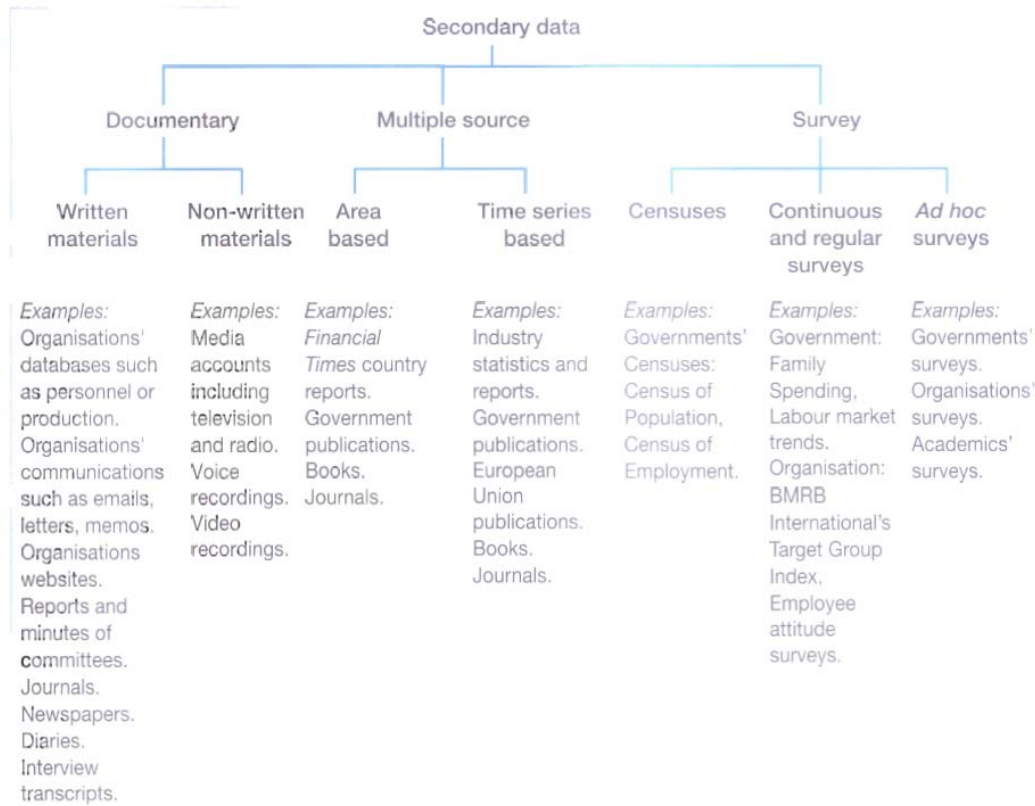 Secondary data
Documentary
Multiple source
Survey
Written
materials
Non-written
materials
Area
based
Time series
based
Censuses
Continuous
and regular
surveys
Ad hoc
surveys
Examples:
Organisations'
databases such
as personnel or
production.
Organisations'
communications
such as emails,
letters, memos.
Organisations
websites.
Reports and
minutes of
committees.
Journals.
Newspapers.
Diaries.
Interview
transcripts.
Examples:
Media
accounts
including
television
and radio.
Voice
recordings.
Video
recordings.
Examples:
Financial
Times country
reports.
Government
publications.
Books.
Journals.
Examples:
Industry
statistics and
reports.
Government
publications.
European
Union
publications.
Books.
Journals.
Examples:
Governments'
Censuses:
Census of
Population,
Census of
Employment.
Examples:
Government:
Family
Spending,
Labour market
trends.
Organisation:
BMRB
International's
Target Group
Index,
Employee
attitude
surveys.
Examples:
Governments'
surveys.
Organisations'
surveys.
Academics'
surveys.